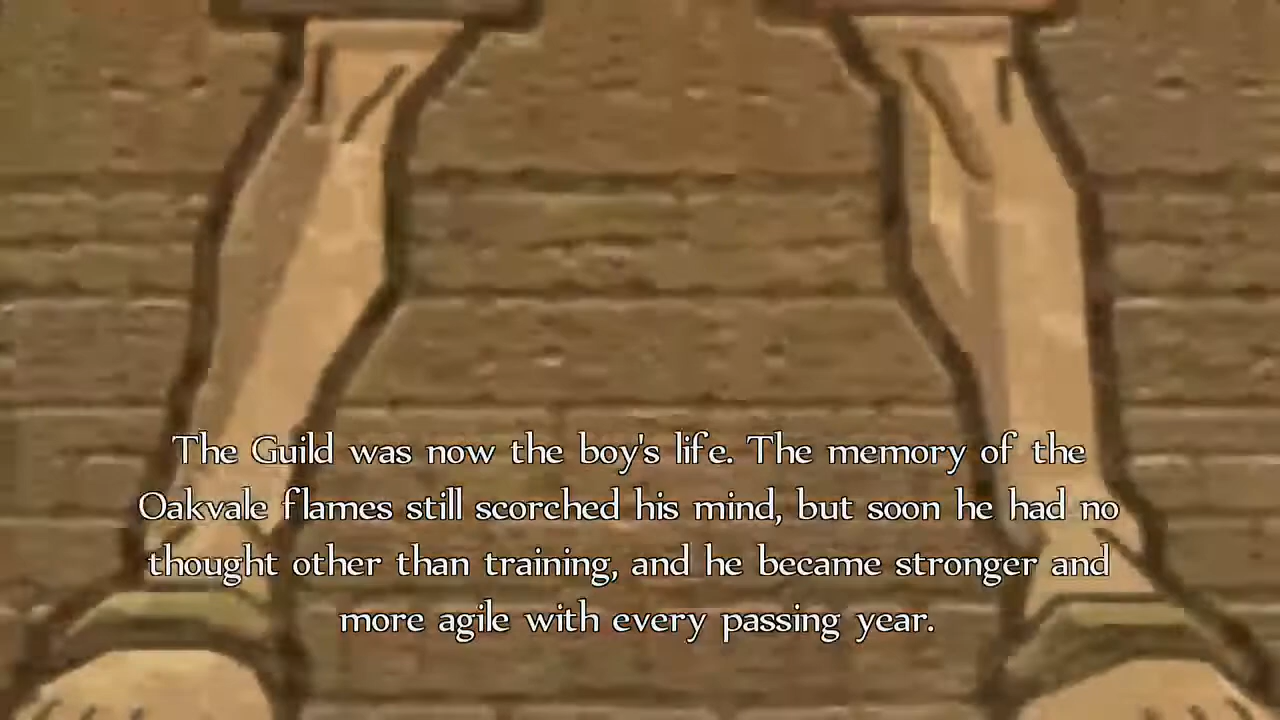 The Guild was now the boy's life. The memory of the
Oakvale flames still scorched his mind, but soon he had no
thought other than training, and he became stronger and
more agile with every passing year.